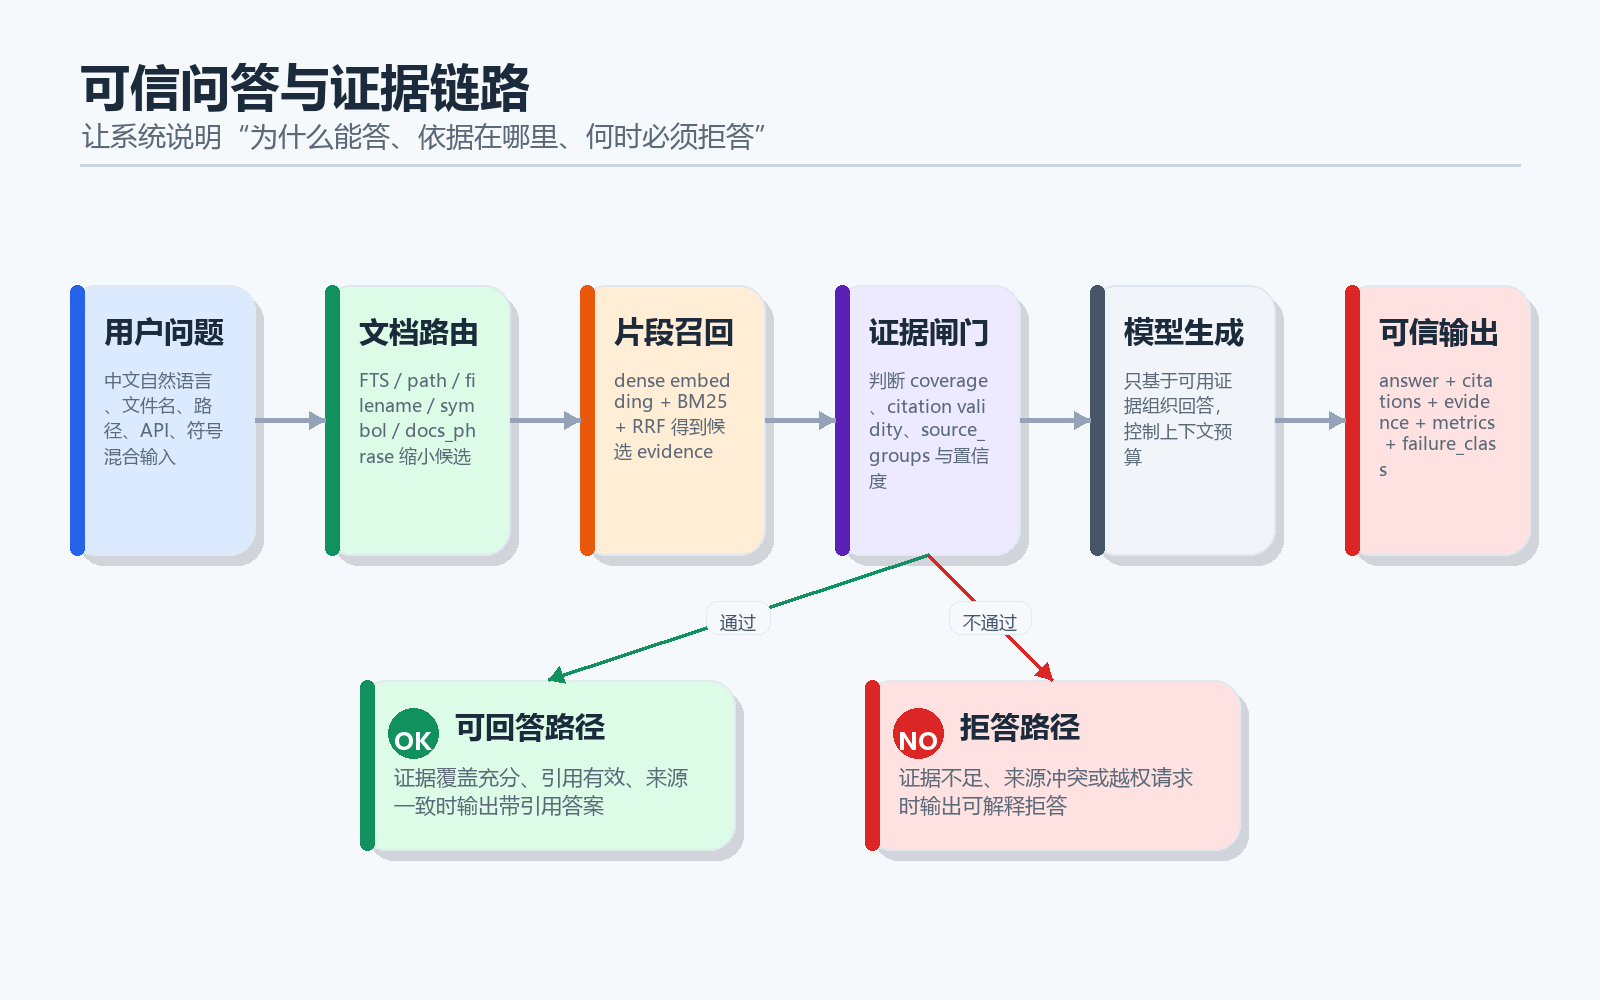 可信问答与证据链路
让系统说明“为什么能答、依据在哪里、何时必须拒答”
用户问题
中文自然语言
、文件名、路
径、API、符号
混合输入
文档路由
FTS / path / fi
lename / sym
bol / docs_ph
rase 缩小候选
片段召回
dense embed
ding + BM25
+ RRF 得到候
选 evidence
证据闸门
判断 coverage
、citation vali
dity、source_
groups 与置信
度
模型生成
只基于可用证
据组织回答，
控制上下文预
算
可信输出
answer + cita
tions + evide
nce + metrics
+ failure_clas
s
通过
不通过
OK
可回答路径
证据覆盖充分、引用有效、来源
一致时输出带引用答案
NO
拒答路径
证据不足、来源冲突或越权请求
时输出可解释拒答